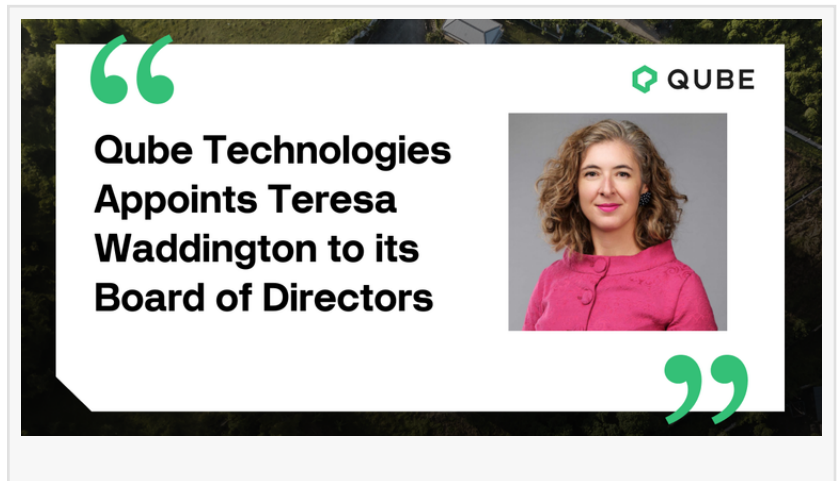 QUBE
Qube Technologies
Appoints Teresa
Waddington to its
Board of Directors